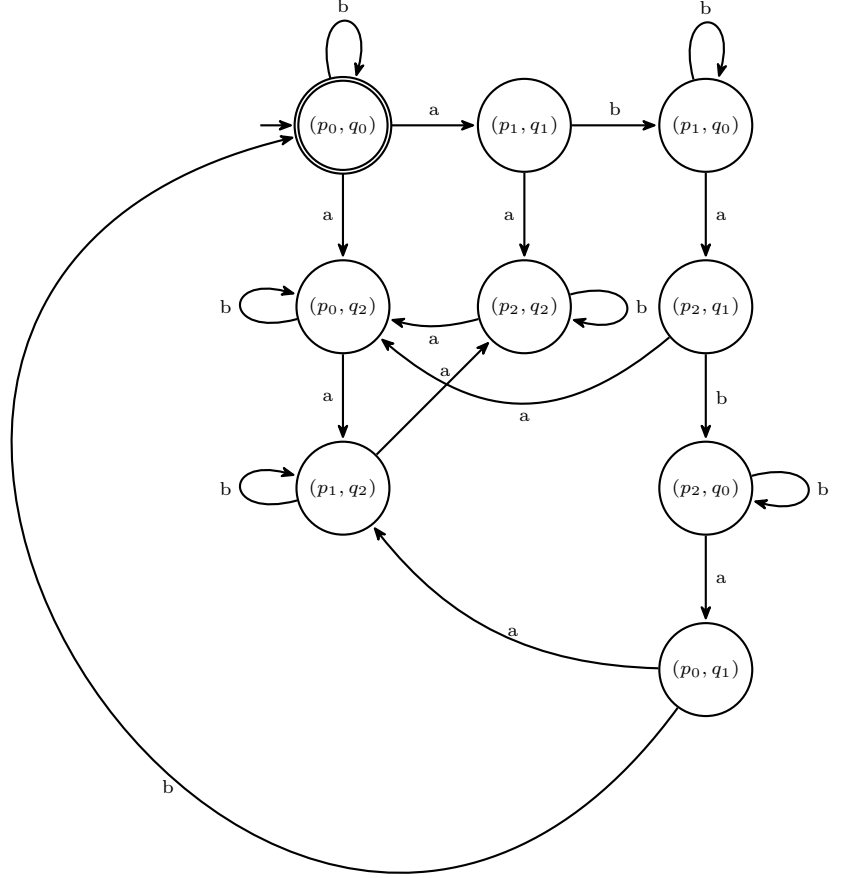 b
b
(p₀, q₀)
a
(p₁, q₁)
b
(p₁, q₀)
a
a
a
b
(p₀, q₂)
(p₂, q₂)
b
(p₂, q₁)
a
a
a
b
a
b
(p₁, q₂)
(p₂, q₀)
b
a
a
(p₀, q₁)
b